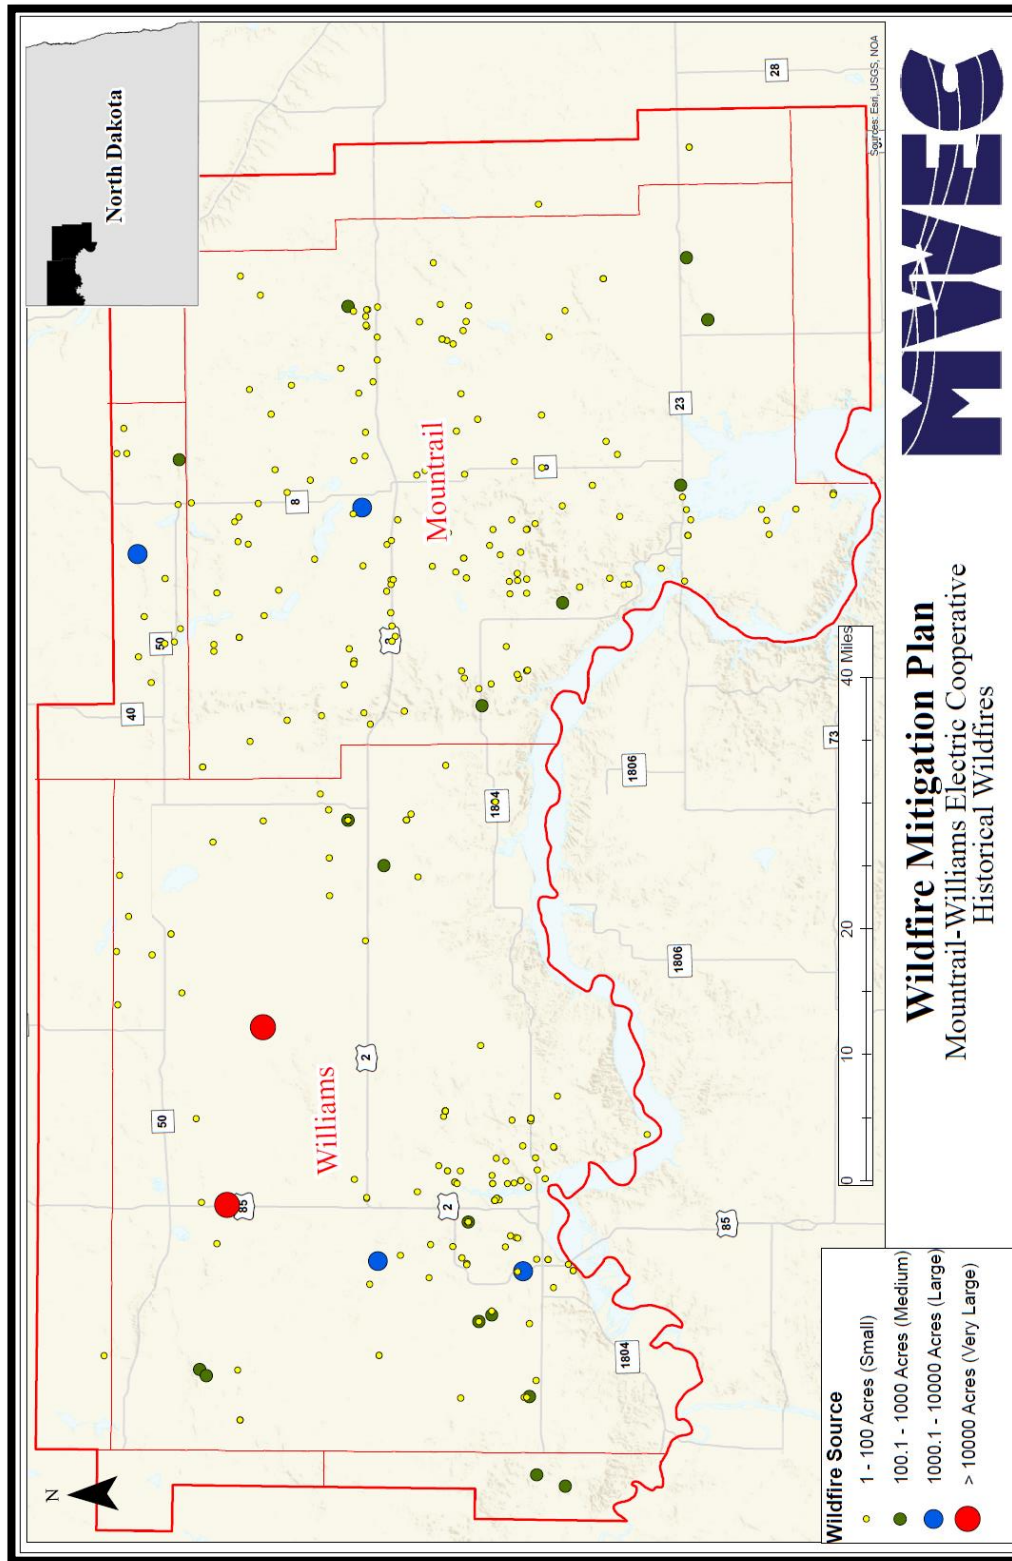 N
North Dakota
40
50
50
85
8
Williams
2
2
Mountrail
2
8
1804
1804
1806
23
1806
85
28
73
0
10
20
40 Miles
Sources: Esri, USGS, NOA
Wildfire Source
1 - 100 Acres (Small)
100.1 - 1000 Acres (Medium)
1000.1 - 10000 Acres (Large)
> 10000 Acres (Very Large)
Wildfire Mitigation Plan
Mountrail-Williams Electric Cooperative
Historical Wildfires
MWEC